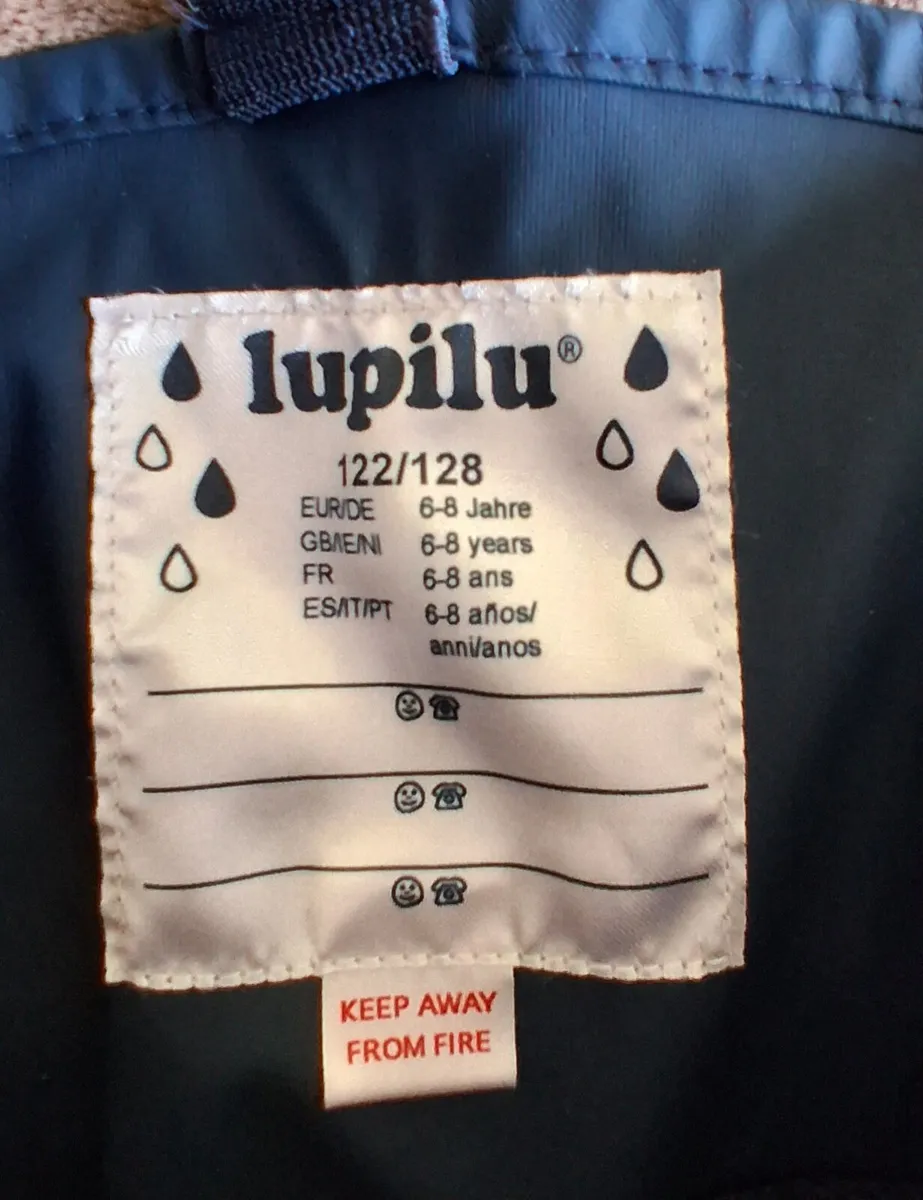 lupilu®
122/128
EUR/DE 6-8 Jahre
GB/IE/NI 6-8 years
FR 6-8 ans
ES/IT/PT 6-8 años/
anni/anos
KEEP AWAY
FROM FIRE